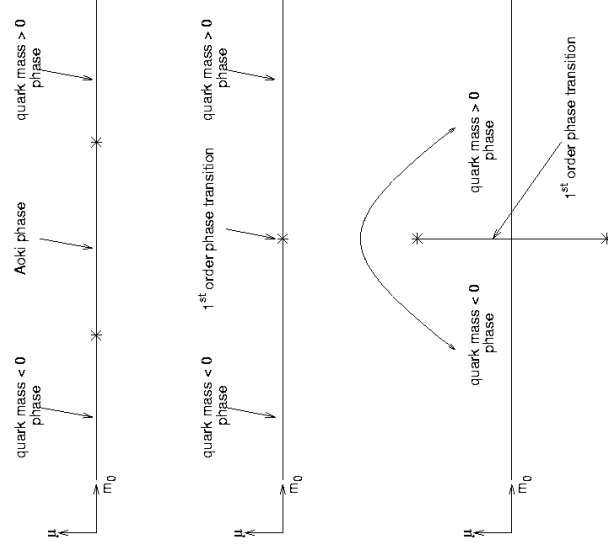 quark mass < 0
phase
Aoki phase
quark mass > 0
phase
μ
m₀
quark mass < 0
phase
1ˢᵗ order phase transition
quark mass > 0
phase
μ
m₀
quark mass < 0
phase
quark mass > 0
phase
μ
m₀
1ˢᵗ order phase transition